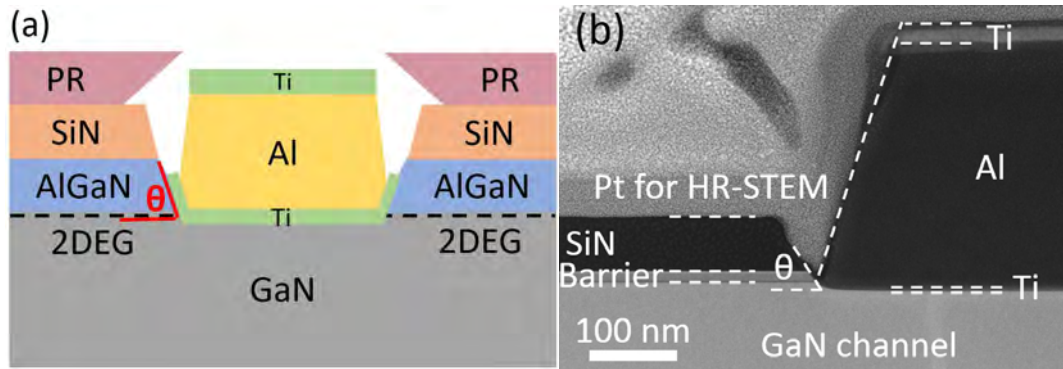 (a)
PR
PR
Ti
SiN
Al
SiN
AlGaN
θ
AlGaN
2DEG
Ti
2DEG
GaN
(b)
Ti
Al
Pt for HR-STEM
SiN
Barrier
θ
Ti
100 nm
GaN channel